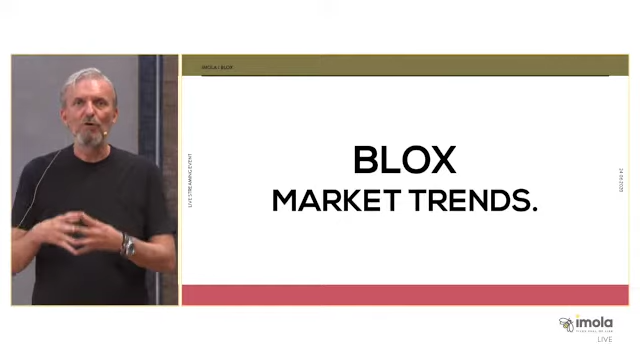 IMOLA | BLOX
BLOX
MARKET TRENDS.
LIVE STREAMING EVENT
imola
LIVE